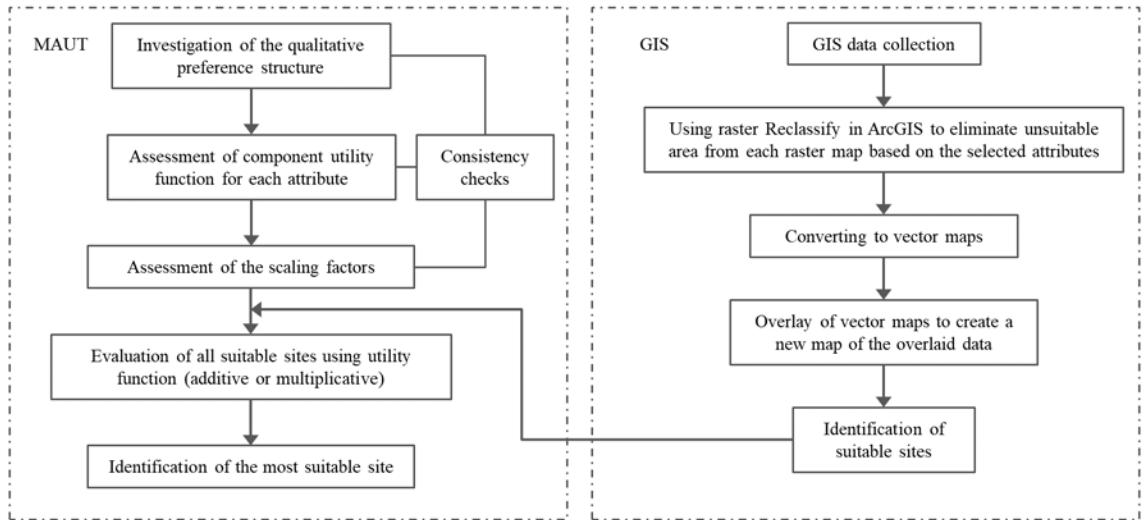 MAUT
Investigation of the qualitative
preference structure
Assessment of component utility
function for each attribute
Consistency
checks
Assessment of the scaling factors
Evaluation of all suitable sites using utility
function (additive or multiplicative)
Identification of the most suitable site
GIS
GIS data collection
Using raster Reclassify in ArcGIS to eliminate unsuitable
area from each raster map based on the selected attributes
Converting to vector maps
Overlay of vector maps to create a
new map of the overlaid data
Identification of
suitable sites